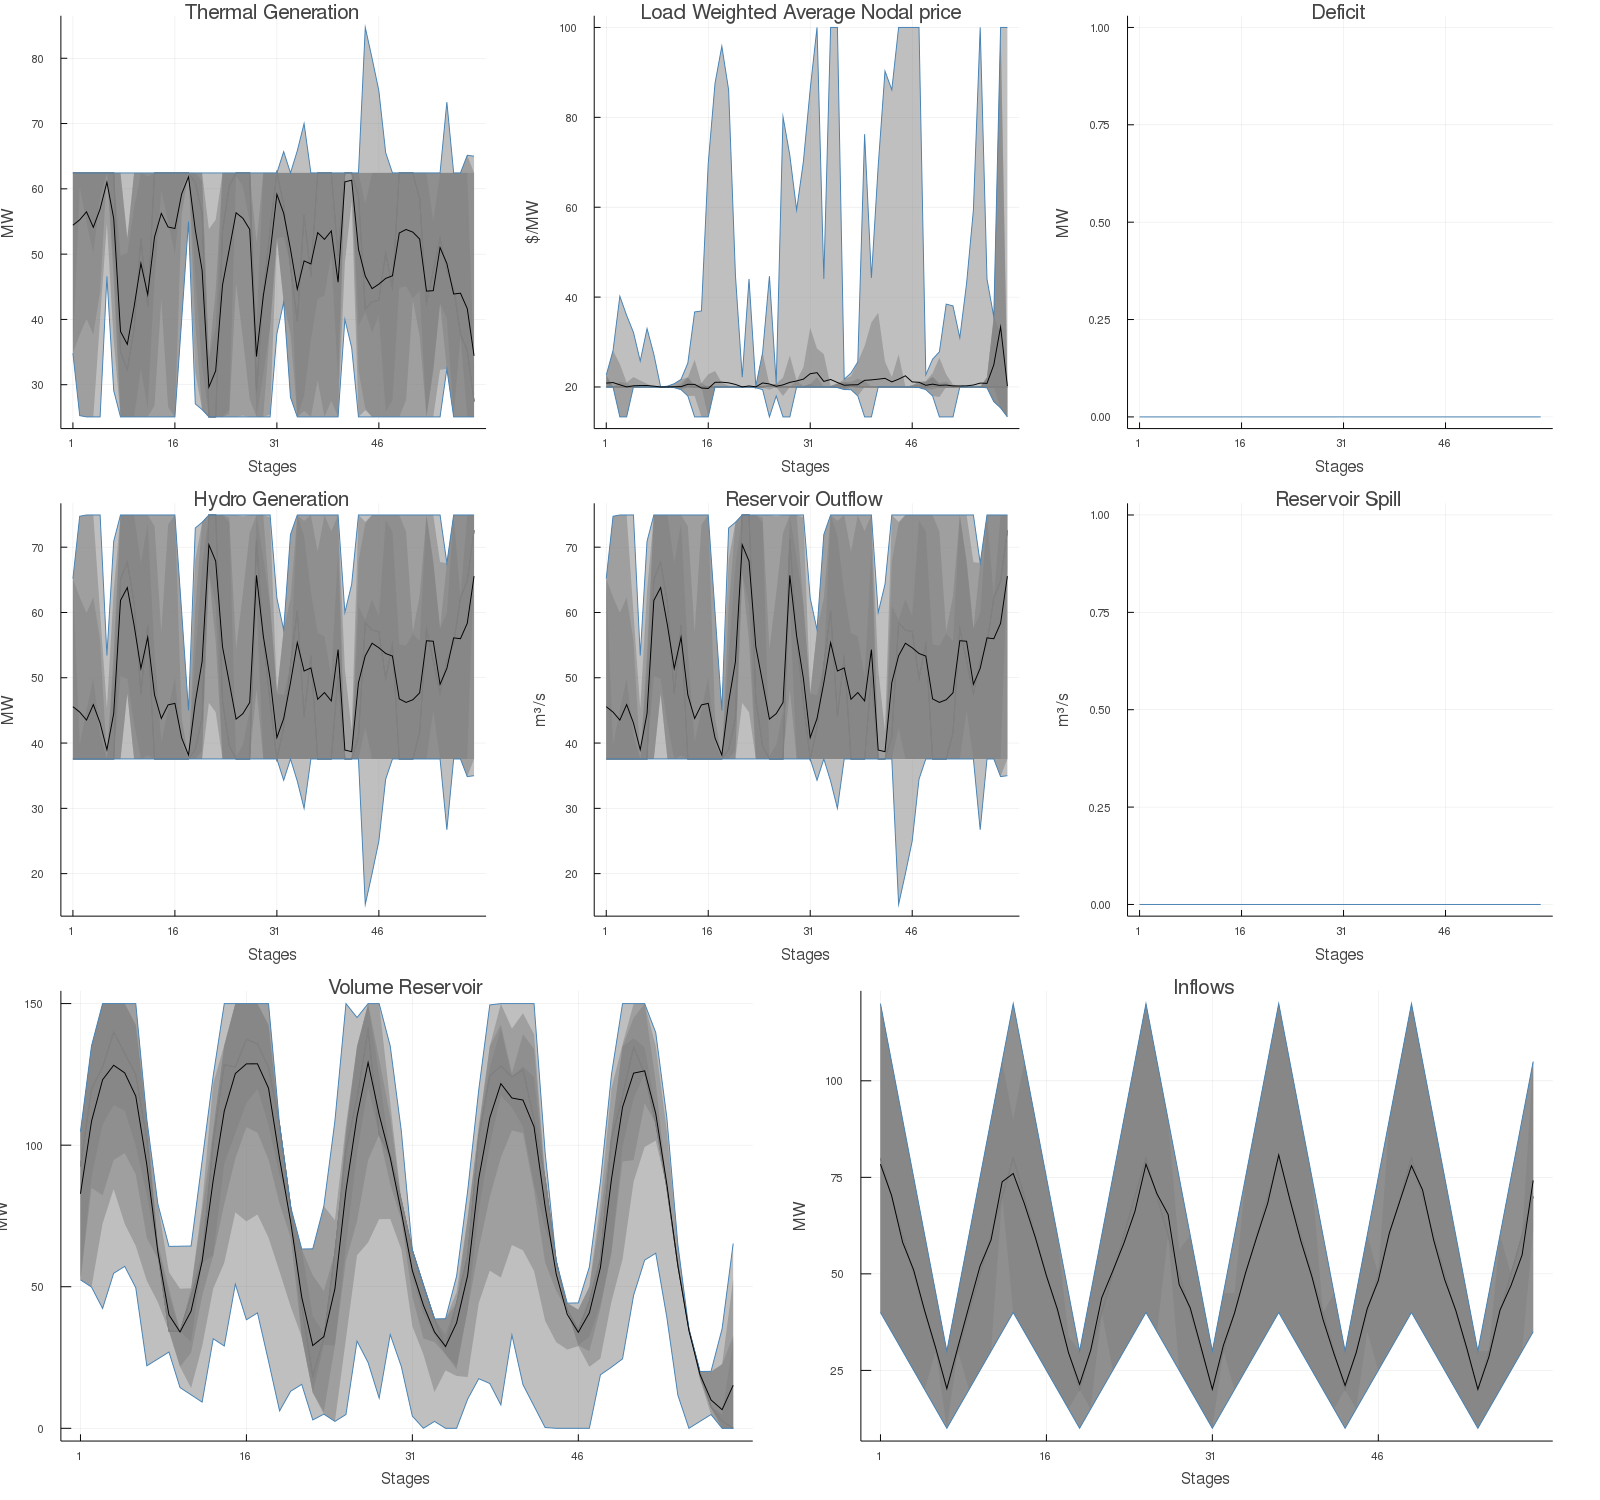 Thermal Generation
MW
80
70
60
50
40
30
1 16 31 46
Stages
Load Weighted Average Nodal price
$/MW
100
80
60
40
20
1 16 31 46
Stages
Deficit
MW
1.00
0.75
0.50
0.25
0.00
1 16 31 46
Stages
Hydro Generation
MW
70
60
50
40
30
20
1 16 31 46
Stages
Reservoir Outflow
m³/s
70
60
50
40
30
20
1 16 31 46
Stages
Reservoir Spill
m³/s
1.00
0.75
0.50
0.25
0.00
1 16 31 46
Stages
Volume Reservoir
MW
150
100
50
0
1 16 31 46
Stages
Inflows
MW
100
75
50
25
1 16 31 46
Stages